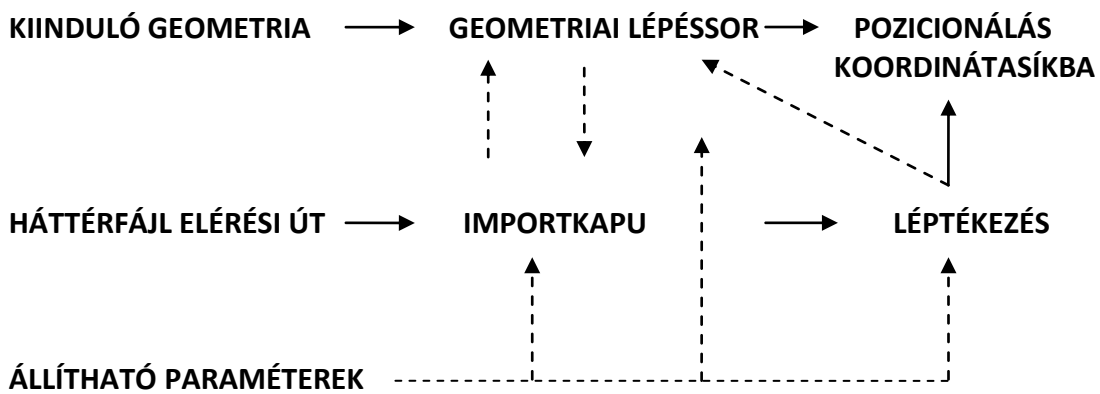 KIINDULÓ GEOMETRIA
GEOMETRIAI LÉPÉSSOR
POZICIONÁLÁS
KOORDINÁTASÍKBA
HÁTTÉRFÁJL ELÉRÉSI ÚT
IMPORTKAPU
LÉPTÉKEZÉS
ÁLLÍTHATÓ PARAMÉTEREK